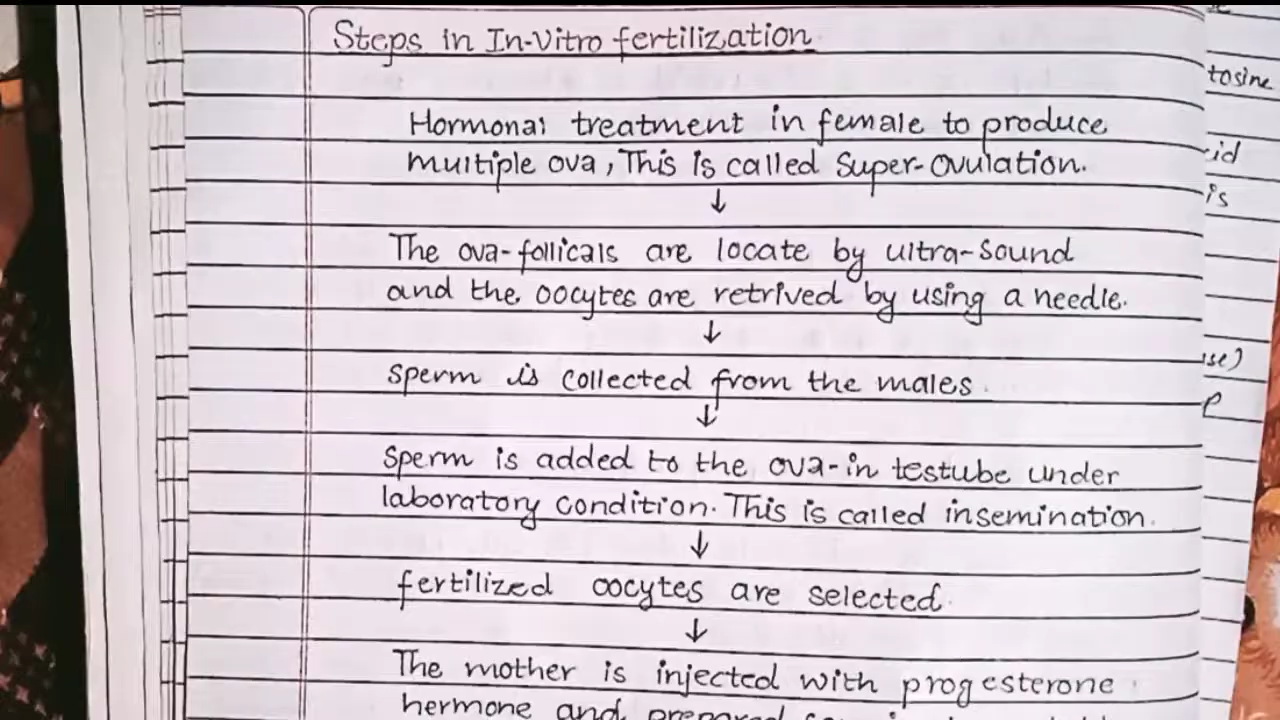 Steps in In-Vitro fertilization
Hormonal treatment in female to produce
multiple ova, This is called Super-Ovulation.
↓
The ova-follicals are locate by ultra-sound
and the oocytes are retrived by using a needle.
↓
Sperm is collected from the males.
↓
Sperm is added to the ova-in testube under
laboratory condition. This is called insemination.
↓
fertilized oocytes are selected.
↓
The mother is injected with progesterone
hormone and prepared
tosine
cid
is
se)